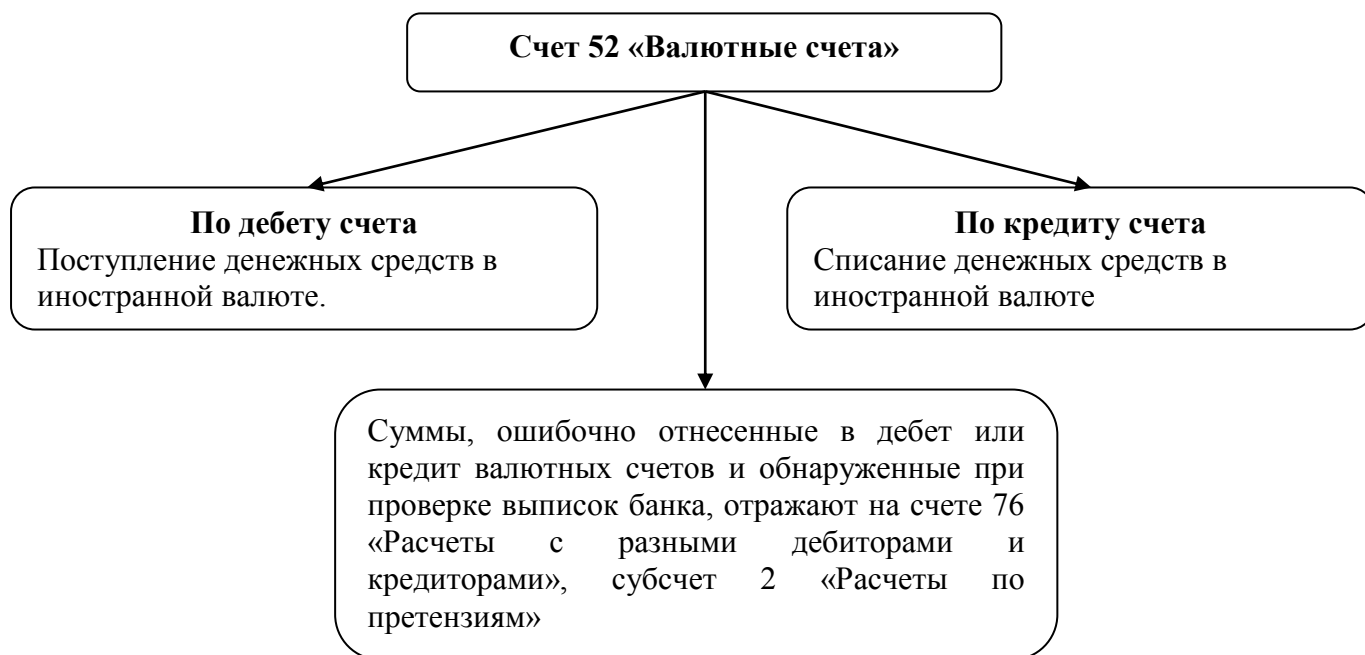 Счет 52 «Валютные счета»
По дебету счета
Поступление денежных средств в
иностранной валюте.
По кредиту счета
Списание денежных средств в
иностранной валюте
Суммы, ошибочно отнесенные в дебет или
кредит валютных счетов и обнаруженные при
проверке выписок банка, отражают на счете 76
«Расчеты с разными дебиторами и
кредиторами», субсчет 2 «Расчеты по
претензиям»